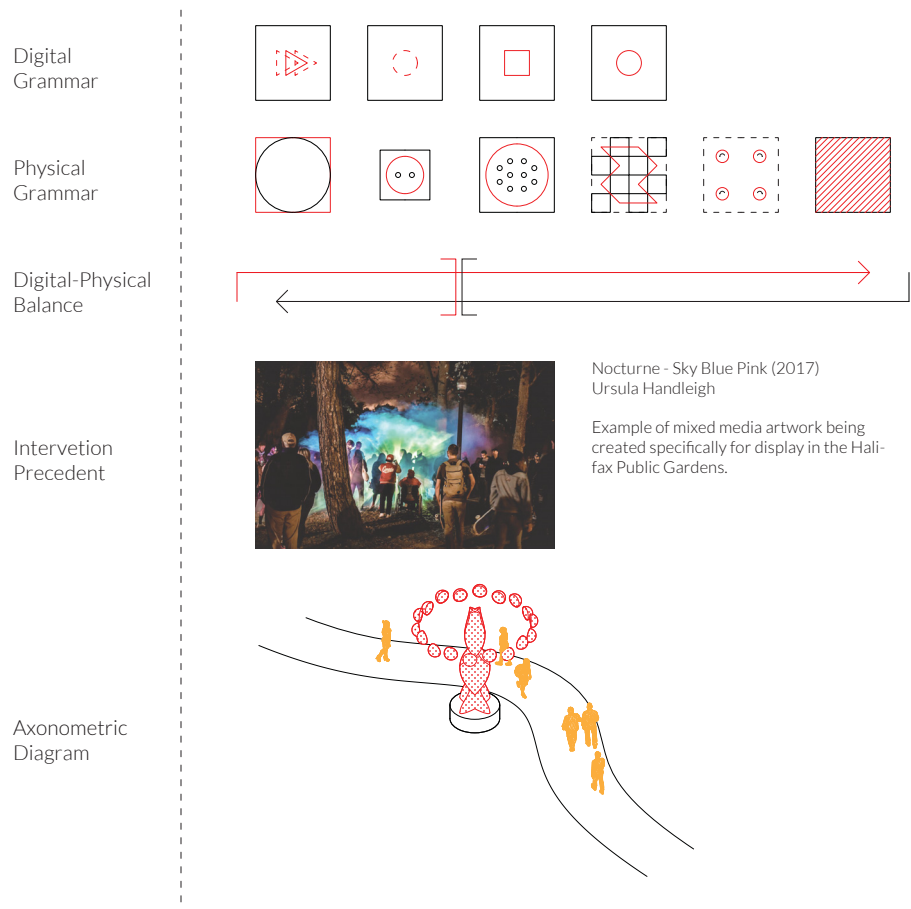 Digital
Grammar
Physical
Grammar
Digital-Physical
Balance
Intervetion
Precedent
Nocturne - Sky Blue Pink (2017)
Ursula Handleigh
Example of mixed media artwork being
created specifically for display in the Hali-
fax Public Gardens.
Axonometric
Diagram